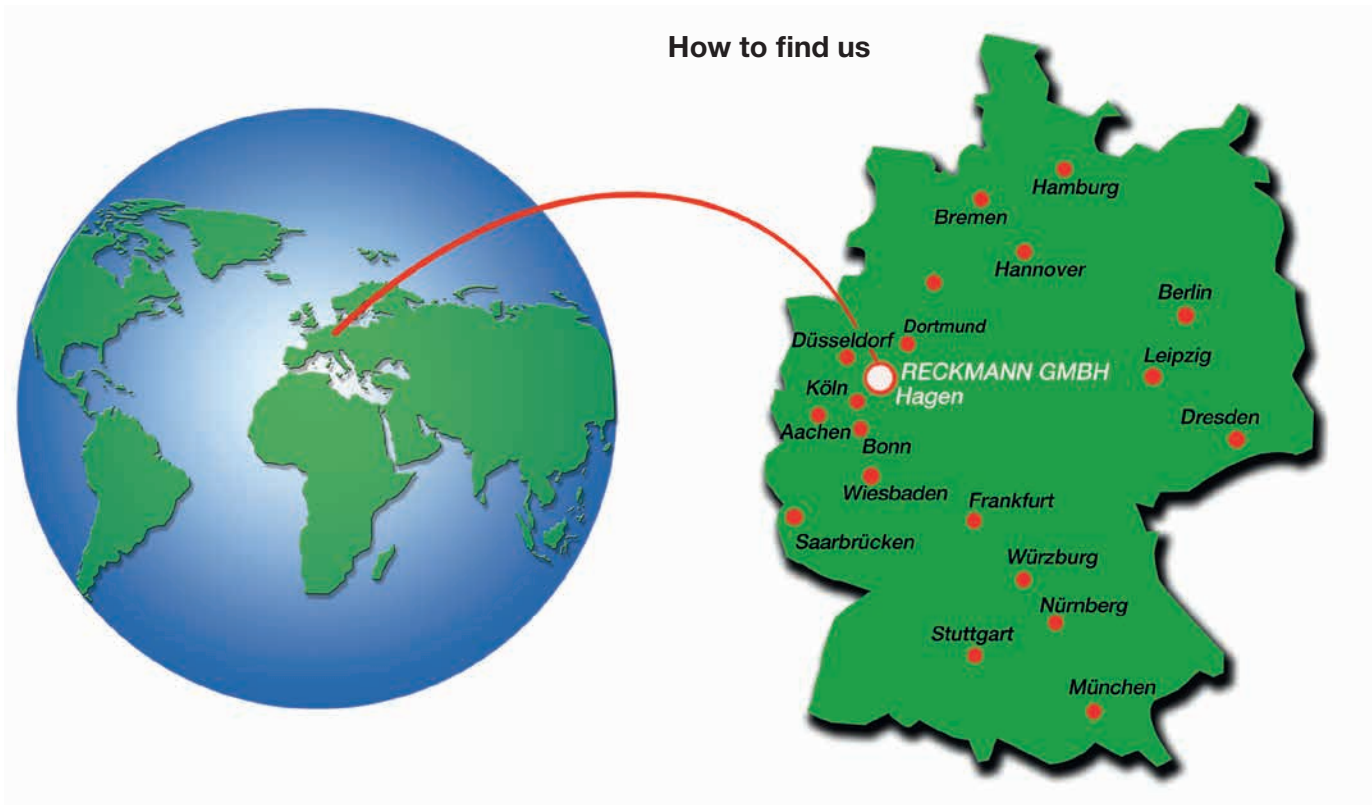 How to find us
Hamburg
Bremen
Hannover
Berlin
Dortmund
Düsseldorf
Leipzig
RECKMANN GMBH
Köln
Hagen
Dresden
Aachen
Bonn
Wiesbaden
Frankfurt
Saarbrücken
Würzburg
Nürnberg
Stuttgart
München